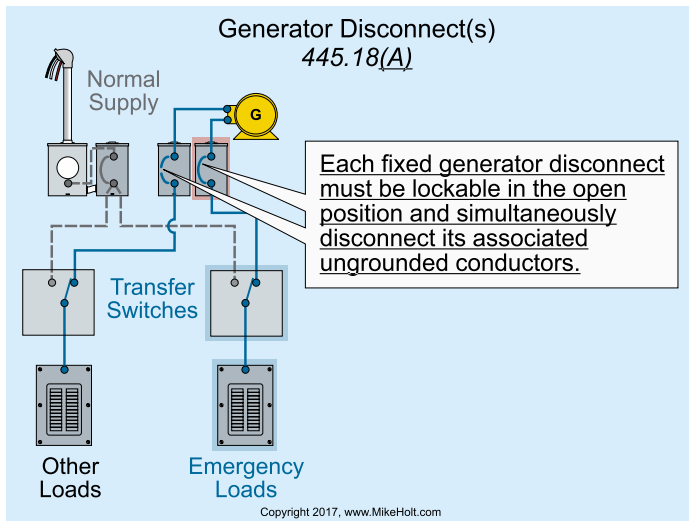 Generator Disconnect(s)
445.18(A)
Normal
Supply
G
Each fixed generator disconnect
must be lockable in the open
position and simultaneously
disconnect its associated
ungrounded conductors.
Transfer
Switches
Other
Loads
Emergency
Loads
Copyright 2017, www.MikeHolt.com